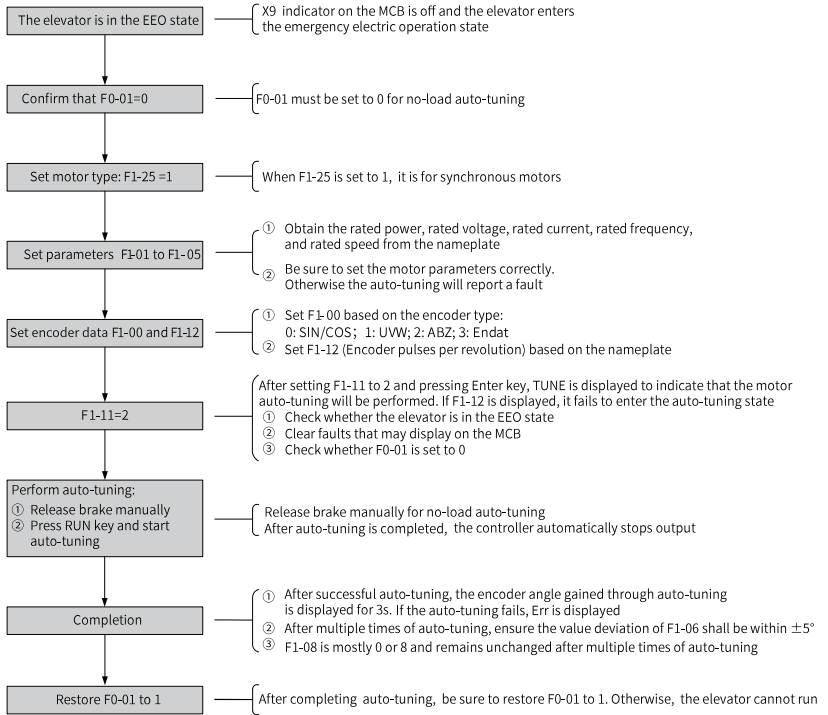 The elevator is in the EEO state
X9 indicator on the MCB is off and the elevator enters
the emergency electric operation state
Confirm that F0-01=0
F0-01 must be set to 0 for no-load auto-tuning
Set motor type: F1-25 =1
When F1-25 is set to 1, it is for synchronous motors
Set parameters F1-01 to F1-05
① Obtain the rated power, rated voltage, rated current, rated frequency,
and rated speed from the nameplate
② Be sure to set the motor parameters correctly.
Otherwise the auto-tuning will report a fault
Set encoder data F1-00 and F1-12
① Set F1-00 based on the encoder type:
0: SIN/COS; 1: UVW; 2: ABZ; 3: Endat
② Set F1-12 (Encoder pulses per revolution) based on the nameplate
F1-11=2
After setting F1-11 to 2 and pressing Enter key, TUNE is displayed to indicate that the motor
auto-tuning will be performed. If F1-12 is displayed, it fails to enter the auto-tuning state
① Check whether the elevator is in the EEO state
② Clear faults that may display on the MCB
③ Check whether F0-01 is set to 0
Perform auto-tuning:
① Release brake manually
② Press RUN key and start
auto-tuning
Release brake manually for no-load auto-tuning
After auto-tuning is completed, the controller automatically stops output
Completion
① After successful auto-tuning, the encoder angle gained through auto-tuning
is displayed for 3s. If the auto-tuning fails, Err is displayed
② After multiple times of auto-tuning, ensure the value deviation of F1-06 shall be within ±5°
③ F1-08 is mostly 0 or 8 and remains unchanged after multiple times of auto-tuning
Restore F0-01 to 1
After completing auto-tuning, be sure to restore F0-01 to 1. Otherwise, the elevator cannot run